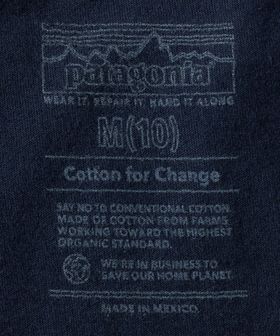 patagonia
WEAR IT, REPAIR IT, HAND IT ALONG
M(10)
Cotton for Change
SAY NO TO CONVENTIONAL COTTON.
MADE OF COTTON FROM FARMS
WORKING TOWARD THE HIGHEST
ORGANIC STANDARD.
WE'RE IN BUSINESS TO
SAVE OUR HOME PLANET.
MADE IN MEXICO.